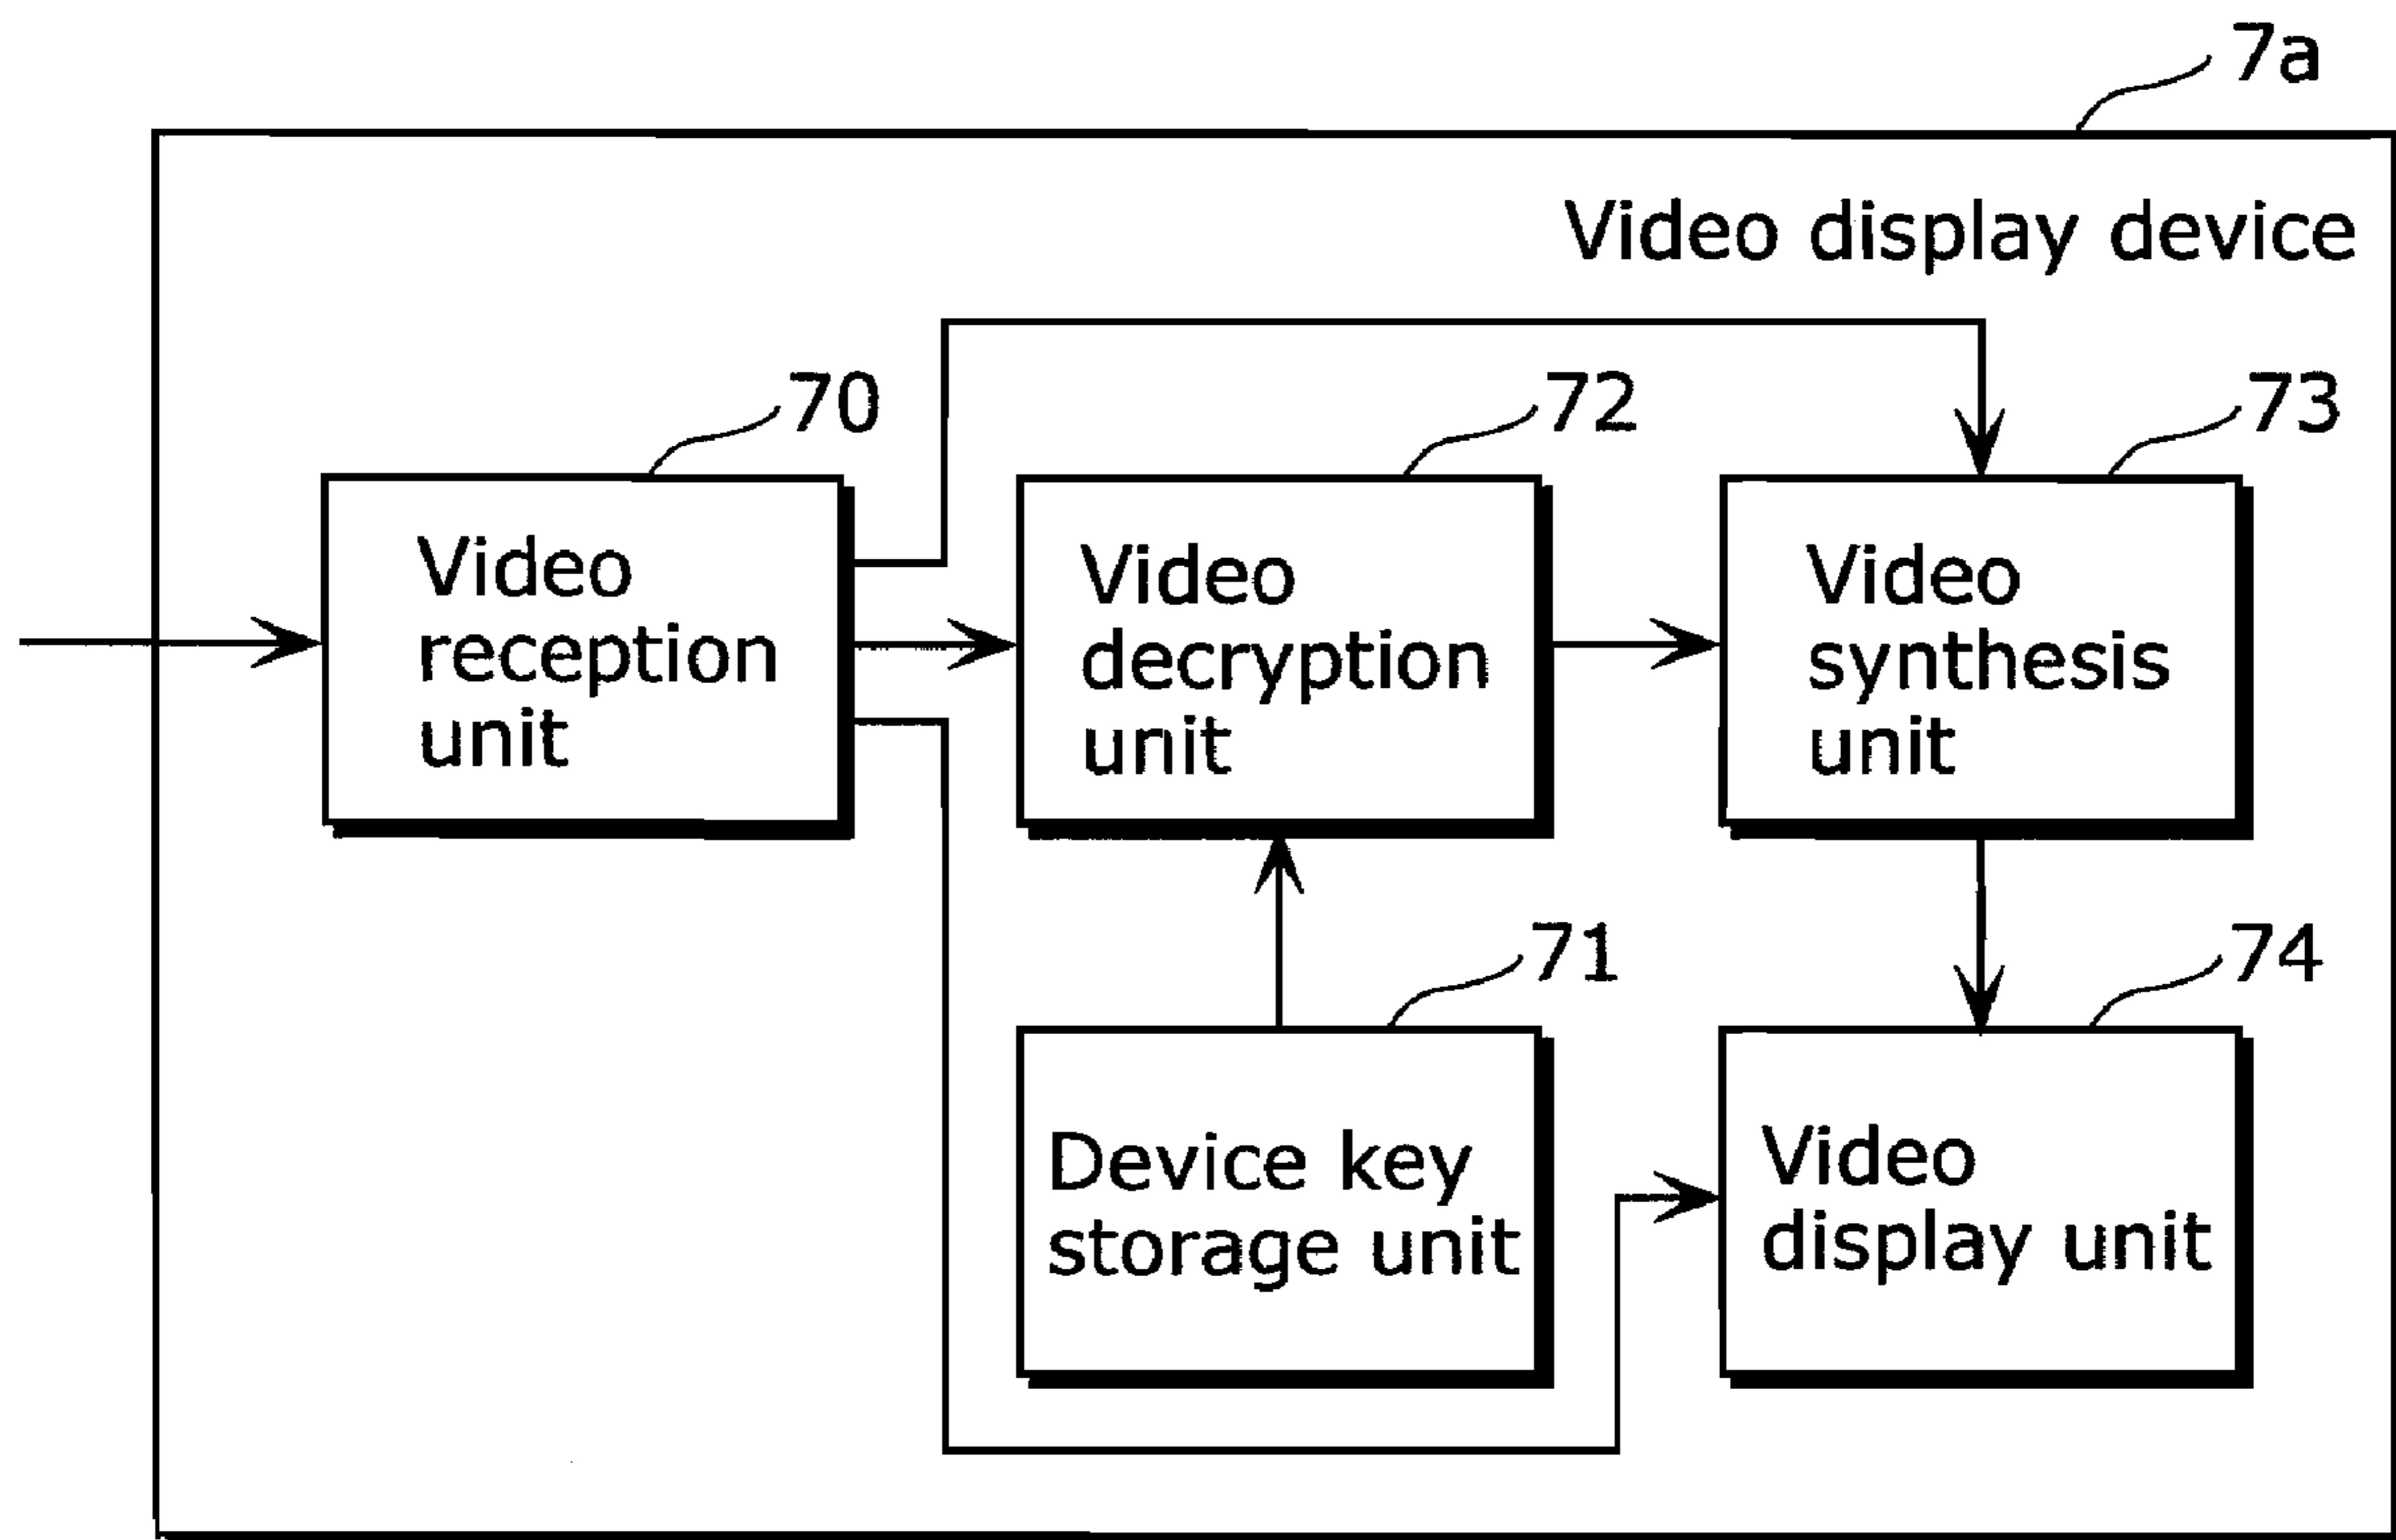 7a
Video display device
70
72
73
Video
reception
unit
Video
decryption
unit
Video
synthesis
unit
71
74
Device key
storage unit
Video
display unit